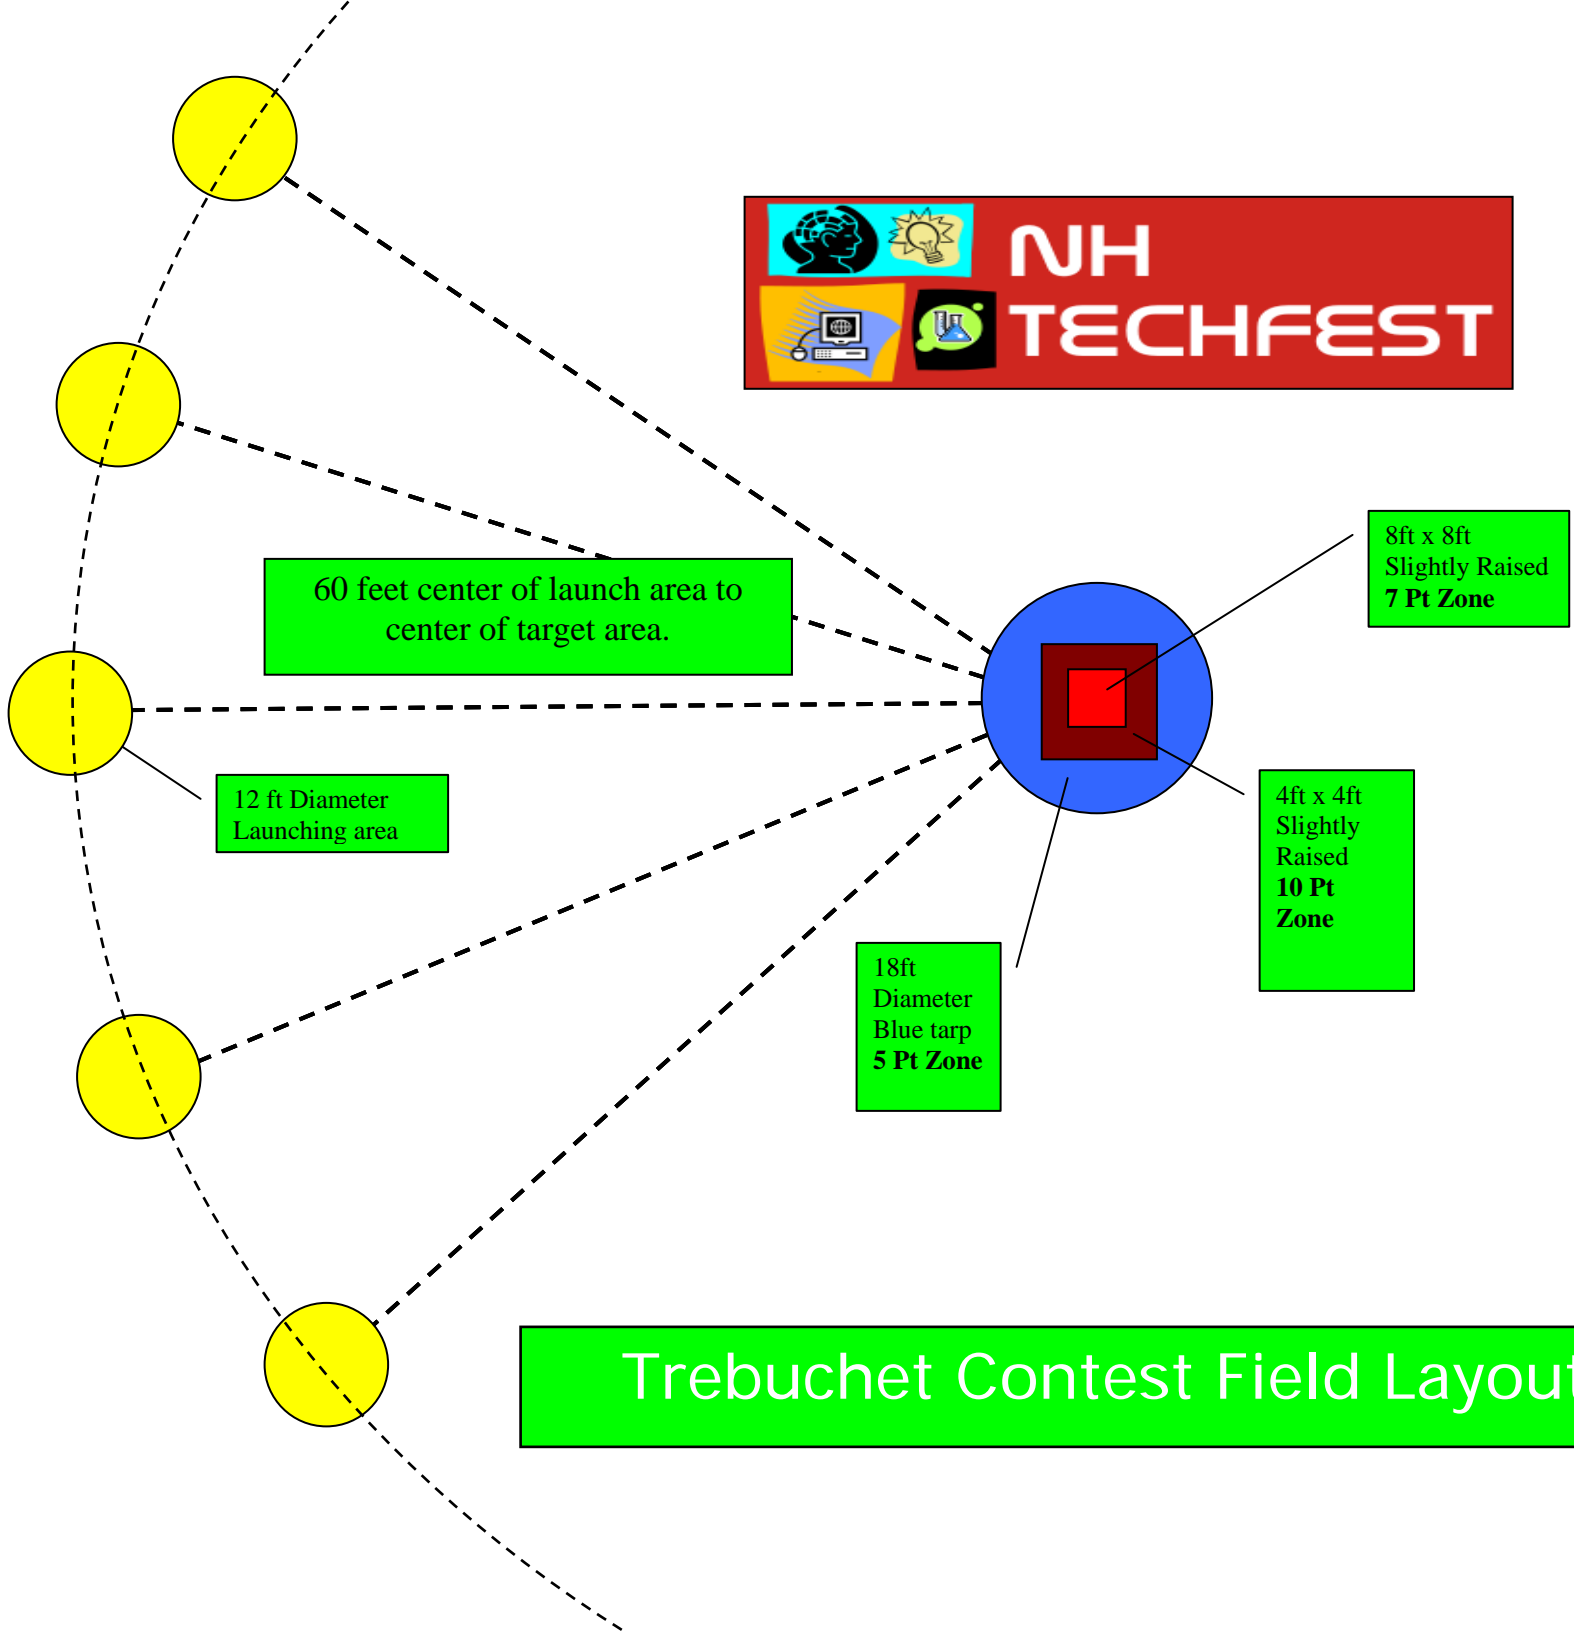 NH
TECHFEST
8ft x 8ft
Slightly Raised
7 Pt Zone
60 feet center of launch area to
center of target area.
12 ft Diameter
Launching area
4ft x 4ft
Slightly
Raised
10 Pt
Zone
18ft
Diameter
Blue tarp
5 Pt Zone
Trebuchet Contest Field Layout